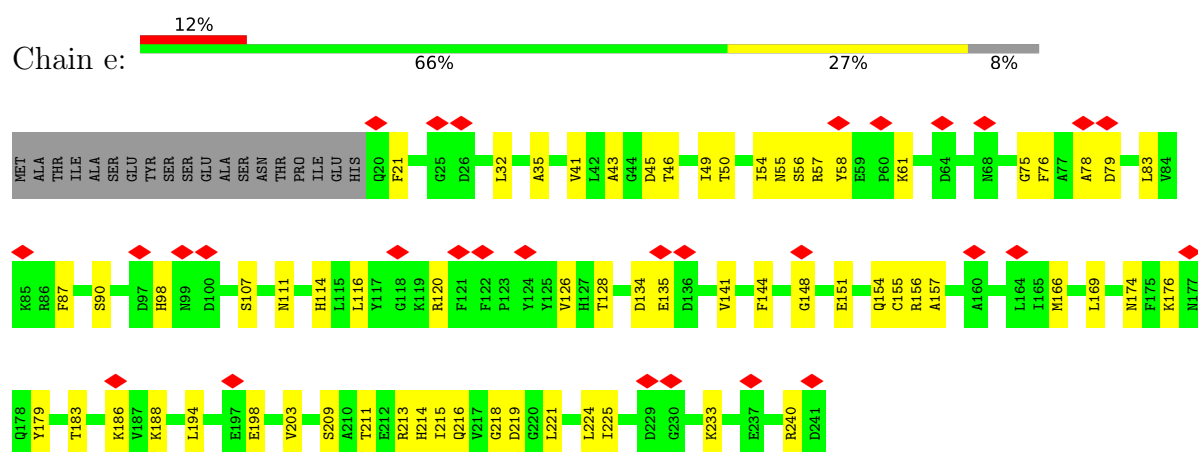 12%
Chain e:
66% 27% 8%
MET ALA THR ILE ALA SER GLU TYR SER SER GLU ALA SER ASN THR PRO ILE GLU HIS Q20 F21 G25 D26 L32 A35 V41 L42 A43 G44 D45 T46 I49 T50 I54 N55 S56 R57 Y58 E59 P60 K61 D64 N68 G75 F76 A77 A78 D79 L83 V84
K85 R86 F87 S90 D97 H98 N99 D100 S107 N111 H114 L115 L116 Y117 G118 K119 R120 F121 F122 P123 Y124 Y125 V126 H127 T128 D134 E135 D136 V141 F144 G148 E151 Q154 C155 R156 A157 A160 L164 I165 M166 L169 N174 F175 K176 N177
Q178 Y179 T183 K186 V187 K188 L194 E197 E198 V203 S209 A210 T211 E212 R213 H214 I215 Q216 V217 G218 D219 G220 L221 L224 I225 D229 G230 K233 E237 R240 D241